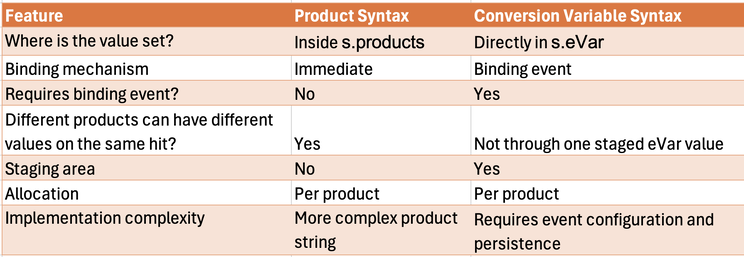 Feature Product Syntax Conversion Variable Syntax
Where is the value set? Inside s.products Directly in s.eVar
Binding mechanism Immediate Binding event
Requires binding event? No Yes
Different products can have different
values on the same hit? Yes Not through one staged eVar value
Staging area No Yes
Allocation Per product Per product
Implementation complexity More complex product Requires event configuration and
string persistence